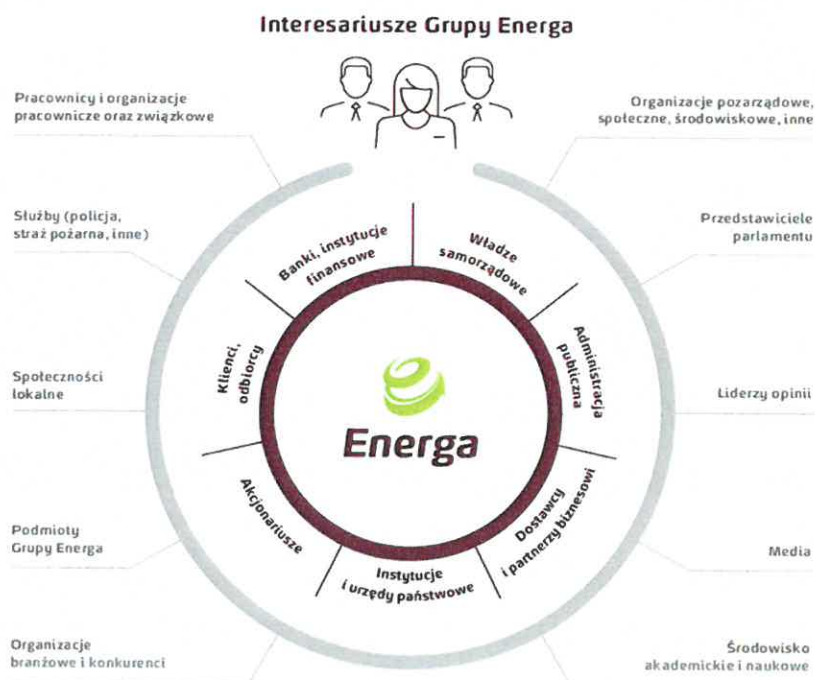 Interesariusze Grupy Energa
Pracownicy i organizacje
pracownicze oraz związkowe
Służby (policja,
straż pożarna, inne)
Społeczności
lokalne
Podmioty
Grupy Energa
Organizacje
branżowe i konkurenci
Organizacje pozarządowe,
społeczne, środowiskowe, inne
Przedstawiciele
parlamentu
Liderzy opinii
Media
Środowisko
akademickie i naukowe
Banki, instytucje
finansowe
Władze
samorządowe
Administracja
publiczna
Dostawcy
i partnerzy biznesowi
Instytucje
i urzędy państwowe
Akcjonariusze
Klienci,
odbiorcy
Energa